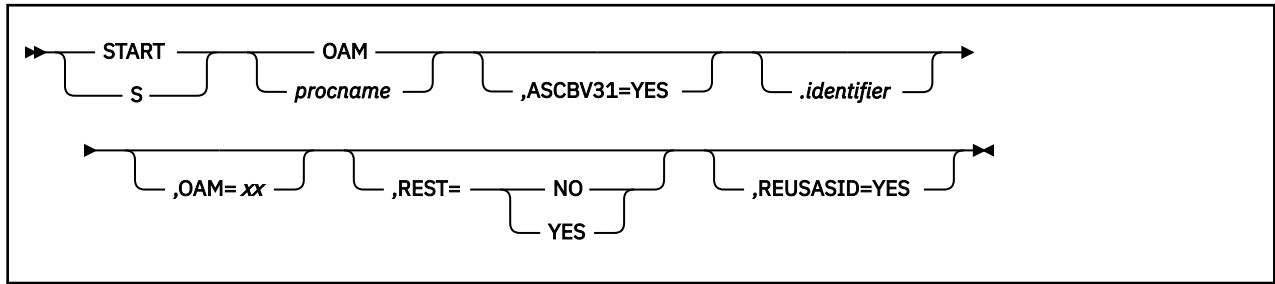 START OAM
S procname ,ASCBV31=YES .identifier
,OAM= xx ,REST= NO ,REUSASID=YES
YES